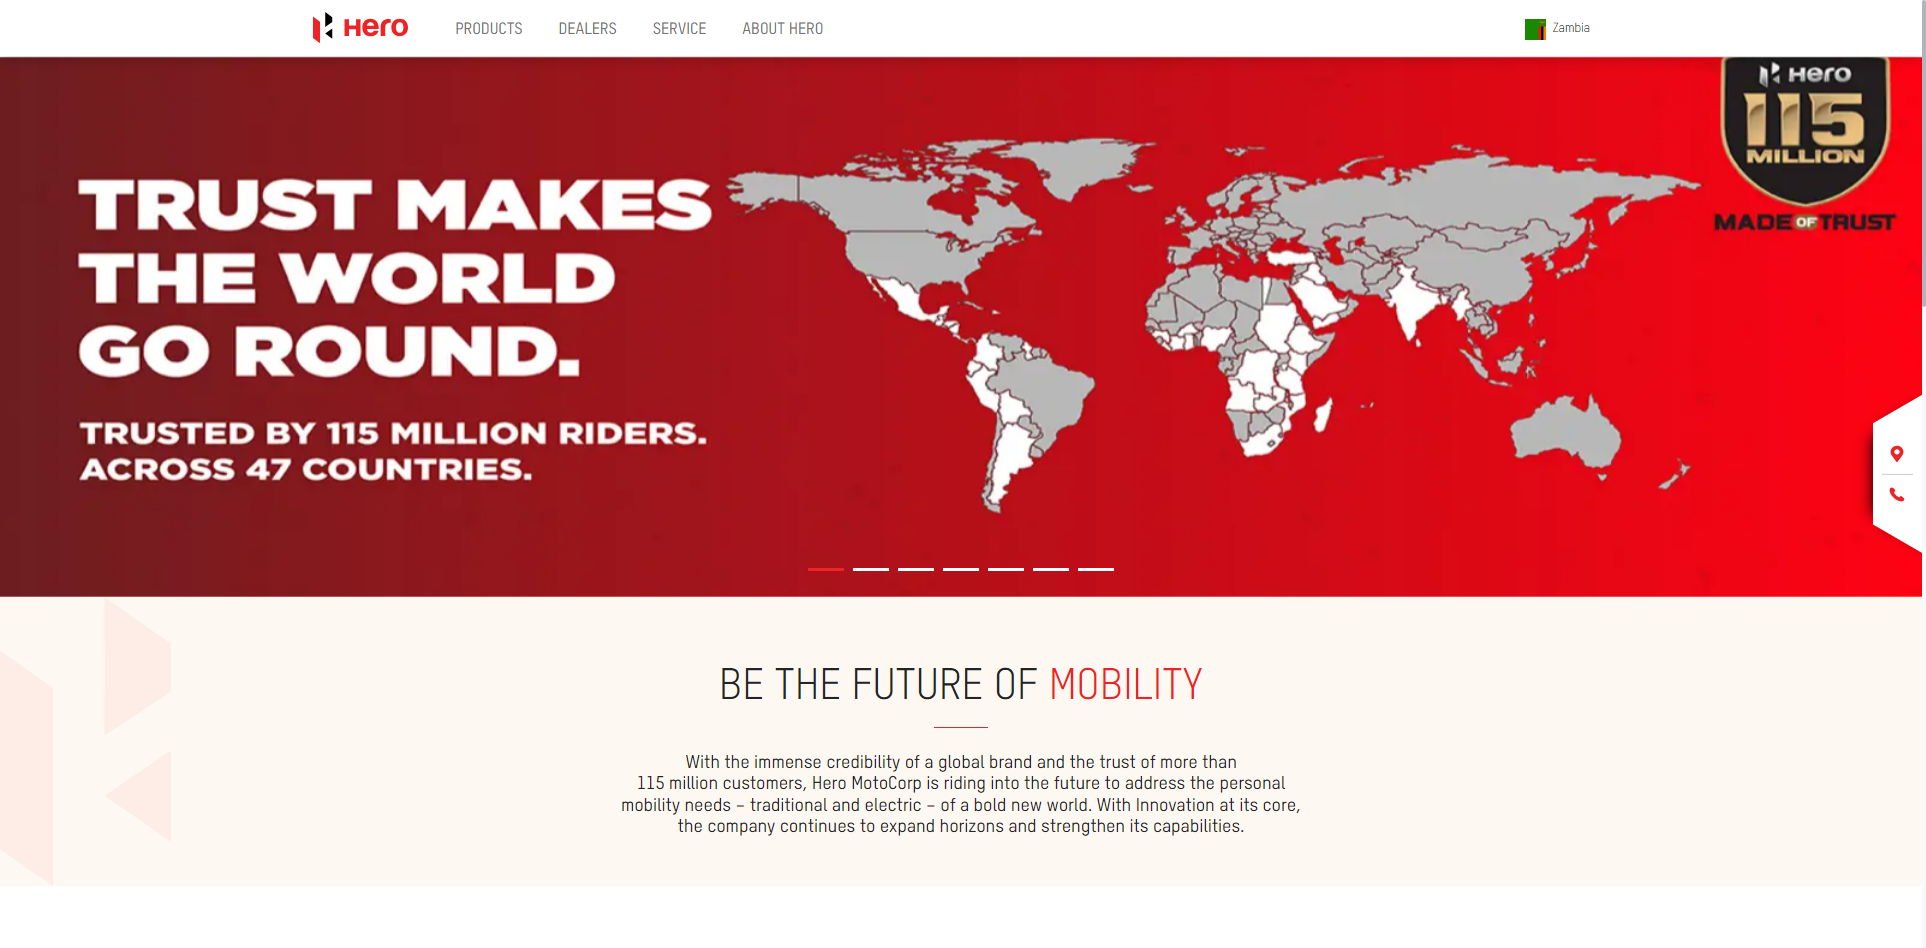 Hero PRODUCTS DEALERS SERVICE ABOUT HERO Zambia
Hero
115
MILLION
MADE OF TRUST
TRUST MAKES
THE WORLD
GO ROUND.
TRUSTED BY 115 MILLION RIDERS.
ACROSS 47 COUNTRIES.
BE THE FUTURE OF MOBILITY
With the immense credibility of a global brand and the trust of more than
115 million customers, Hero MotoCorp is riding into the future to address the personal
mobility needs – traditional and electric – of a bold new world. With Innovation at its core,
the company continues to expand horizons and strengthen its capabilities.